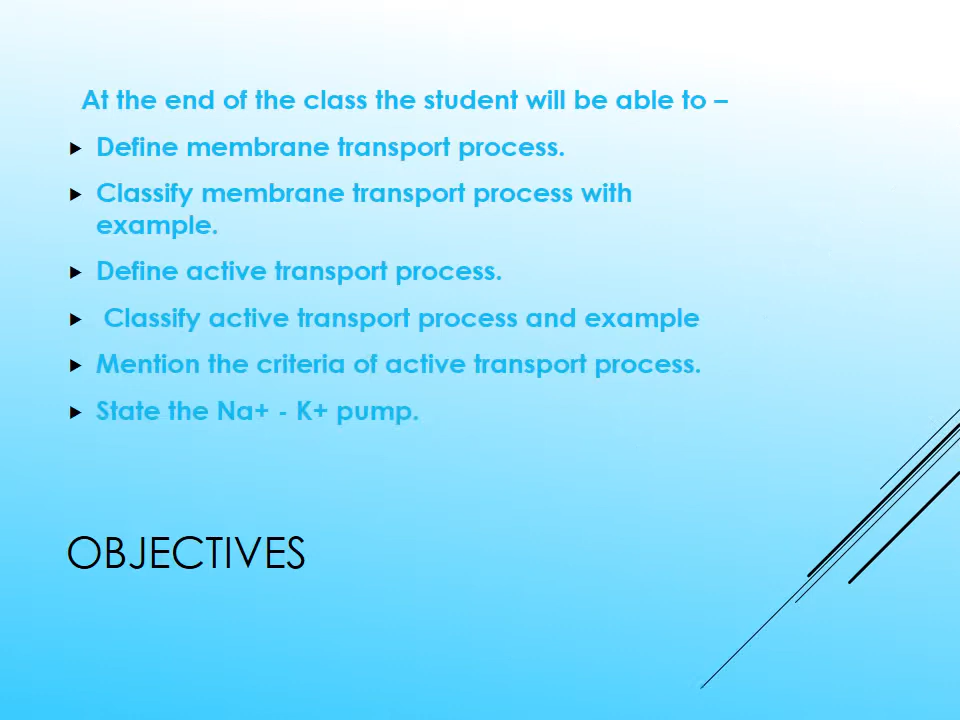 At the end of the class the student will be able to –
Define membrane transport process.
Classify membrane transport process with
example.
Define active transport process.
Classify active transport process and example
Mention the criteria of active transport process.
State the Na+ - K+ pump.
OBJECTIVES